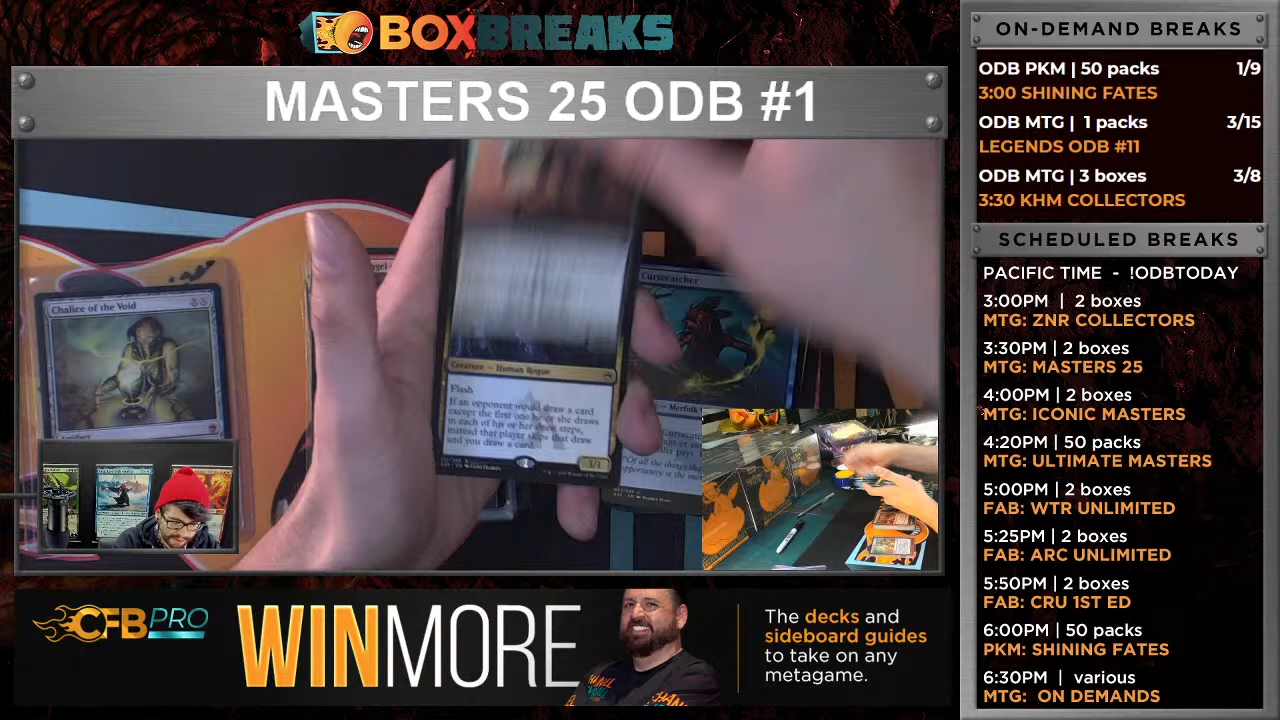 BOXBREAKS
MASTERS 25 ODB #1
Chalice of the Void
Artifact
Cursecatcher
Creature — Human Rogue
Flash
If an opponent would draw a card
except the first one he or she draws
in each of his or her draw steps,
instead that player skips that draw
and you draw a card.
1/1
CFBPRO
WINMORE
The decks and
sideboard guides
to take on any
metagame.
ON-DEMAND BREAKS
ODB PKM | 50 packs 1/9
3:00 SHINING FATES
ODB MTG | 1 packs 3/15
LEGENDS ODB #11
ODB MTG | 3 boxes 3/8
3:30 KHM COLLECTORS
SCHEDULED BREAKS
PACIFIC TIME - !ODBTODAY
3:00PM | 2 boxes
MTG: ZNR COLLECTORS
3:30PM | 2 boxes
MTG: MASTERS 25
4:00PM | 2 boxes
MTG: ICONIC MASTERS
4:20PM | 50 packs
MTG: ULTIMATE MASTERS
5:00PM | 2 boxes
FAB: WTR UNLIMITED
5:25PM | 2 boxes
FAB: ARC UNLIMITED
5:50PM | 2 boxes
FAB: CRU 1ST ED
6:00PM | 50 packs
PKM: SHINING FATES
6:30PM | various
MTG: ON DEMANDS